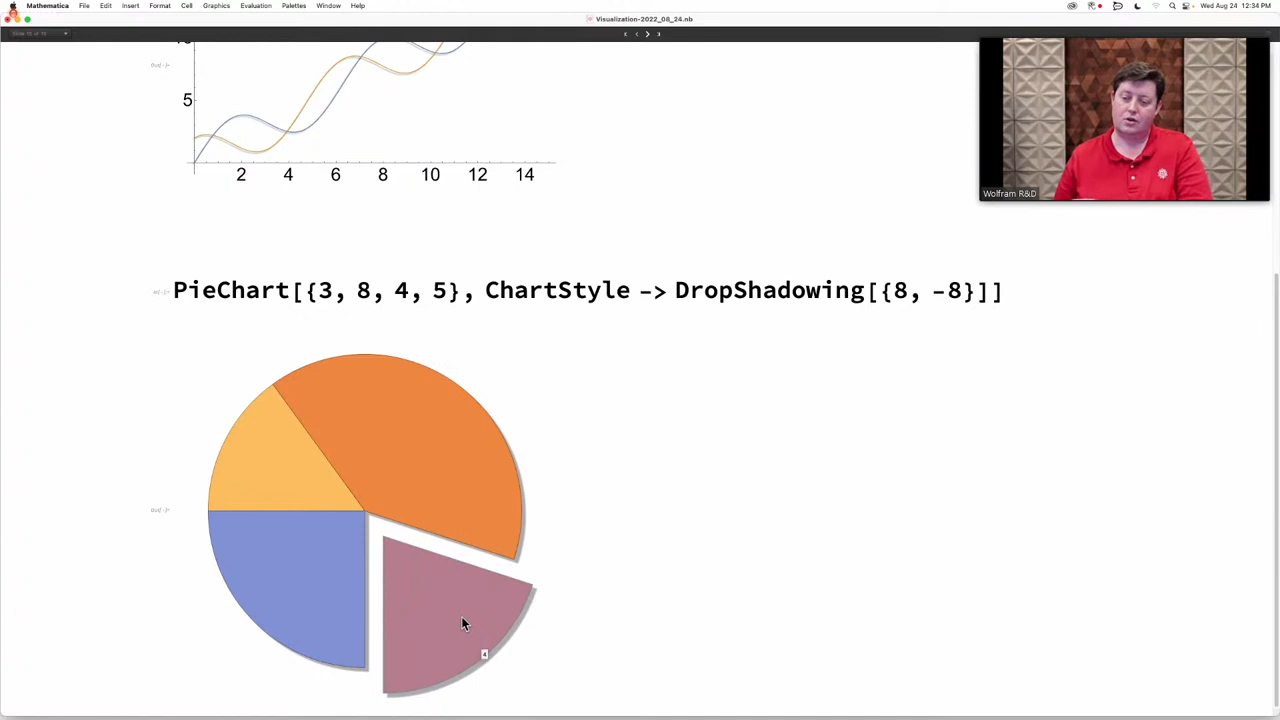 Mathematica File Edit Insert Format Cell Graphics Evaluation Palettes Window Help Wed Aug 24 12:34 PM
Visualization-2022_08_24.nb
5
2 4 6 8 10 12 14
Wolfram R&D
PieChart[{3, 8, 4, 5}, ChartStyle -> DropShadowing[{8, -8}]]
4